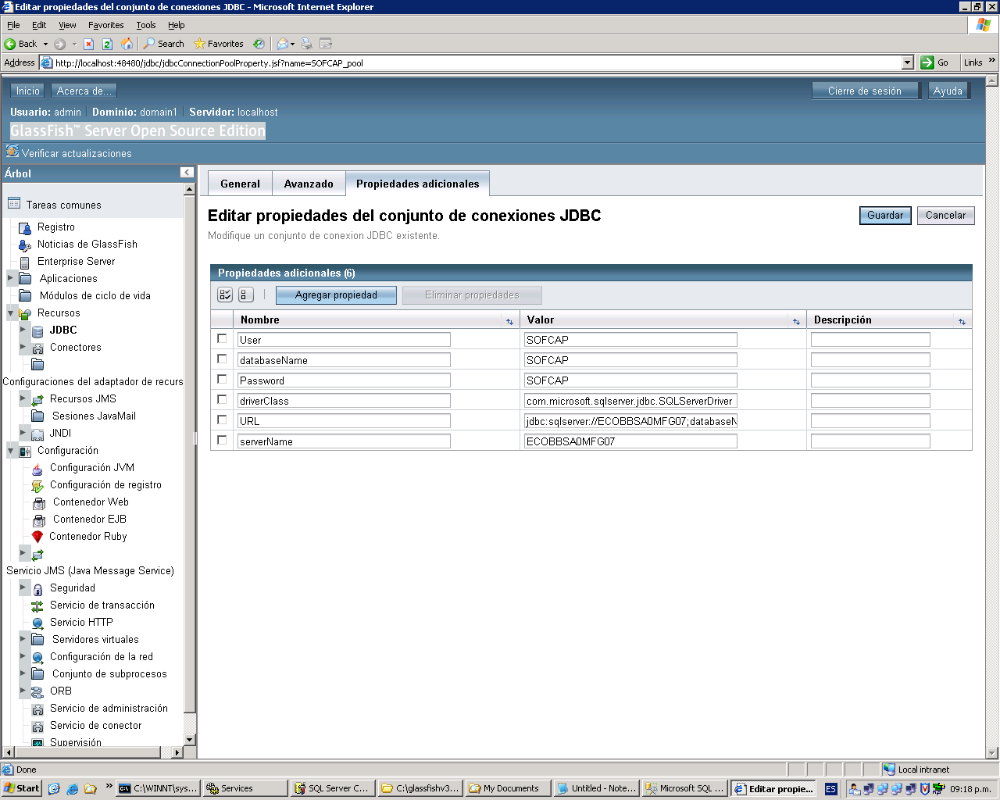 Editar propiedades del conjunto de conexiones JDBC - Microsoft Internet Explorer
File Edit View Favorites Tools Help
Back Search Favorites
Address http://localhost:48480/jdbc/jdbcConnectionPoolProperty.jsf?name=SOFCAP_pool Go Links »
Inicio Acerca de... Cierre de sesión Ayuda
Usuario: admin Dominio: domain1 Servidor: localhost
GlassFish™ Server Open Source Edition
Verificar actualizaciones
Árbol
Tareas comunes
Registro
Noticias de GlassFish
Enterprise Server
Aplicaciones
Módulos de ciclo de vida
Recursos
JDBC
Conectores
Configuraciones del adaptador de recurs
Recursos JMS
Sesiones JavaMail
JNDI
Configuración
Configuración JVM
Configuración de registro
Contenedor Web
Contenedor EJB
Contenedor Ruby
Servicio JMS (Java Message Service)
Seguridad
Servicio de transacción
Servicio HTTP
Servidores virtuales
Configuración de la red
Conjunto de subprocesos
ORB
Servicio de administración
Servicio de conector
Supervisión
General Avanzado Propiedades adicionales
Editar propiedades del conjunto de conexiones JDBC
Guardar Cancelar
Modifique un conjunto de conexion JDBC existente.
Propiedades adicionales (6)
Agregar propiedad Eliminar propiedades
Nombre Valor Descripción
User SOFCAP
databaseName SOFCAP
Password SOFCAP
driverClass com.microsoft.sqlserver.jdbc.SQLServerDriver
URL jdbc:sqlserver://ECOBBSA0MFG07;databaseN
serverName ECOBBSA0MFG07
Done Local intranet
Start » C:\WINNT\sys... Services SQL Server C... C:\glassfishv3... My Documents Untitled - Note... Microsoft SQL ... Editar propie... ES 09:18 p.m.